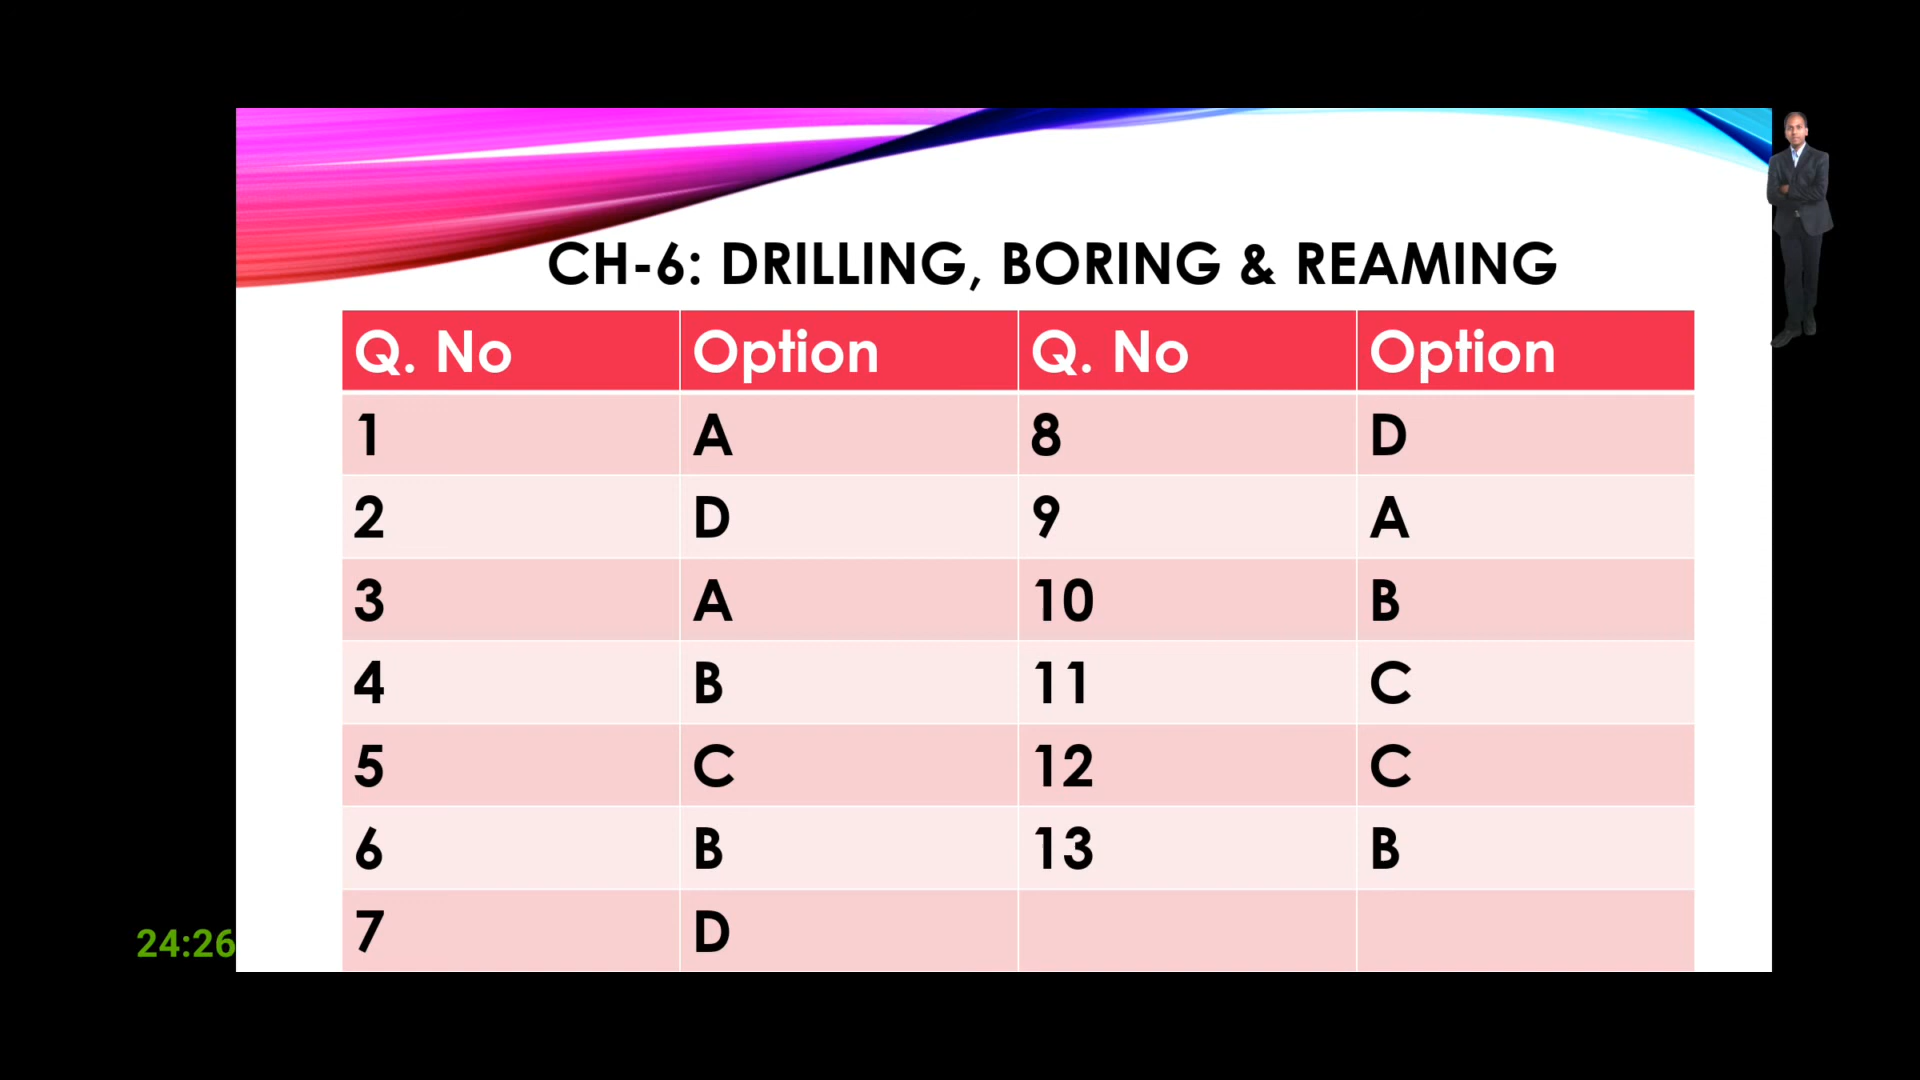 CH-6: DRILLING, BORING & REAMING
Q. No Option Q. No Option
1 A 8 D
2 D 9 A
3 A 10 B
4 B 11 C
5 C 12 C
6 B 13 B
7 D
24:26